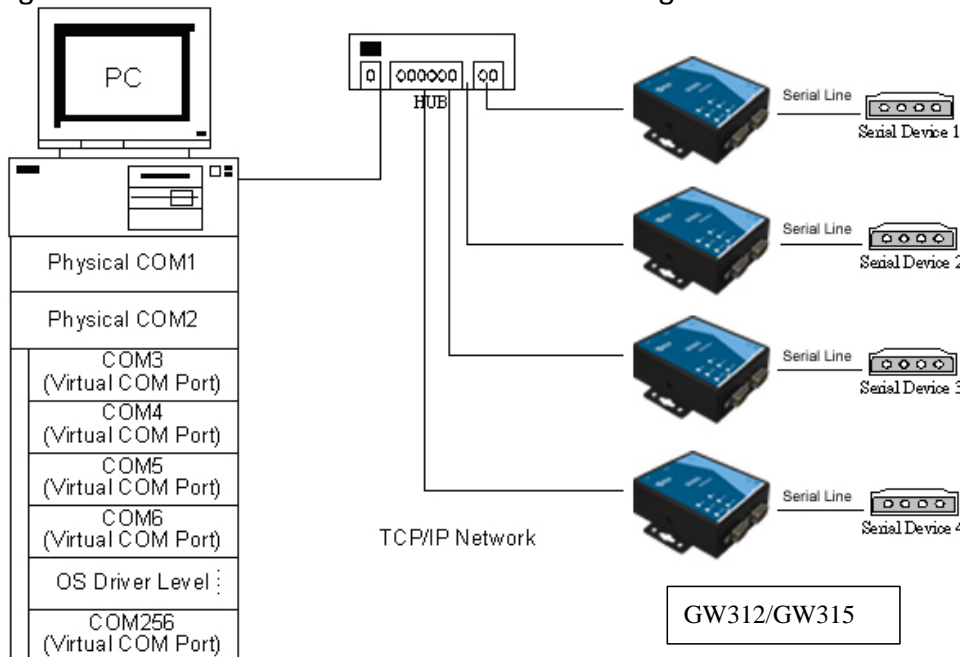 PC
HUB
Serial Line
Serial Device 1
Physical COM1
Serial Line
Serial Device 2
Physical COM2
COM3
(Virtual COM Port)
Serial Line
Serial Device 3
COM4
(Virtual COM Port)
COM5
(Virtual COM Port)
COM6
(Virtual COM Port)
TCP/IP Network
Serial Line
Serial Device 4
OS Driver Level
COM256
(Virtual COM Port)
GW312/GW315